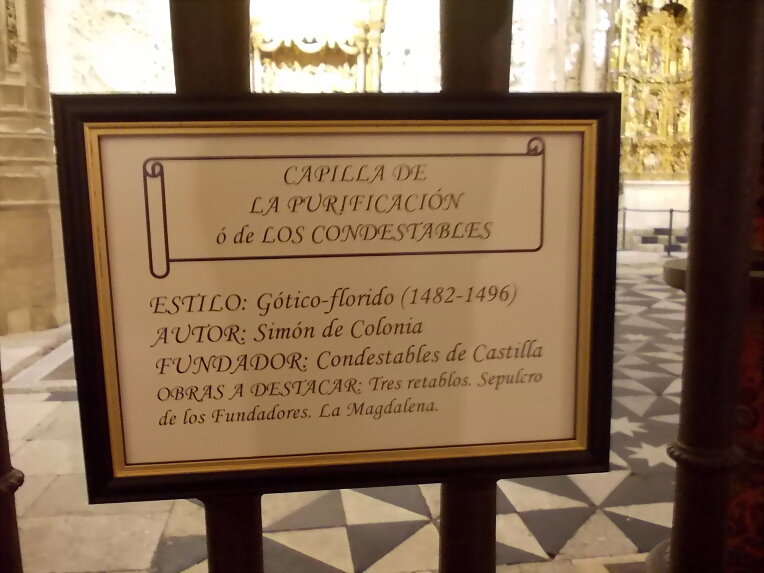 CAPILLA DE
LA PURIFICACIÓN
ó de LOS CONDESTABLES
ESTILO: Gótico-florido (1482-1496)
AUTOR: Simón de Colonia
FUNDADOR: Condestables de Castilla
OBRAS A DESTACAR: Tres retablos. Sepulcro
de los Fundadores. La Magdalena.